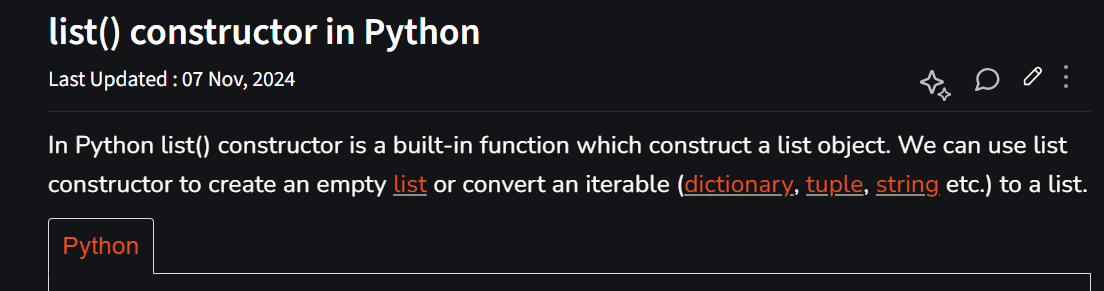 list() constructor in Python
Last Updated : 07 Nov, 2024
In Python list() constructor is a built-in function which construct a list object. We can use list
constructor to create an empty list or convert an iterable (dictionary, tuple, string etc.) to a list.
Python